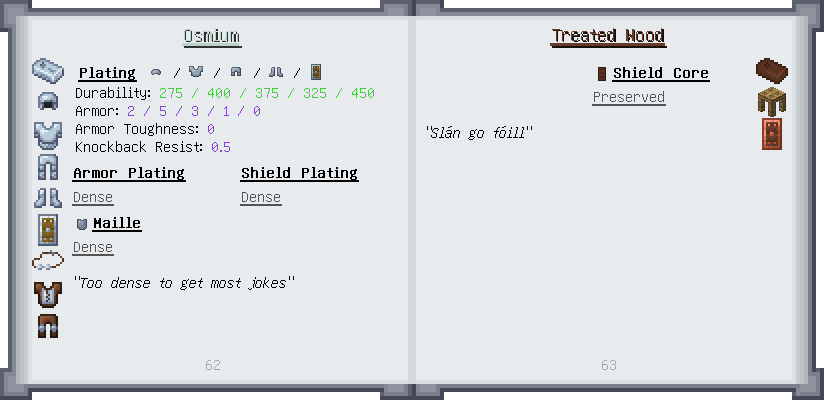 Osmium
Plating / / / /
Durability: 275 / 400 / 375 / 325 / 450
Armor: 2 / 5 / 3 / 1 / 0
Armor Toughness: 0
Knockback Resist: 0.5
Armor Plating
Dense
Shield Plating
Dense
Maille
Dense
"Too dense to get most jokes"
62
Treated Wood
Shield Core
Preserved
"Slán go fóill"
63